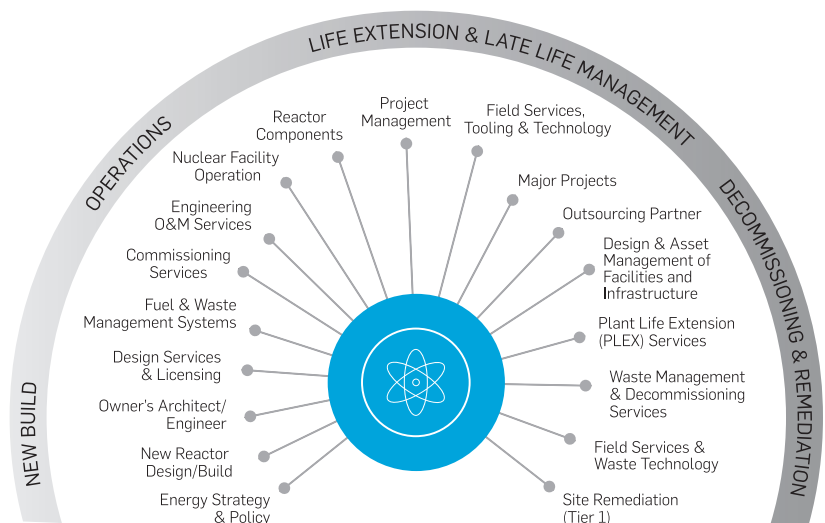 LIFE EXTENSION & LATE LIFE MANAGEMENT
OPERATIONS
NEW BUILD
DECOMMISSIONING & REMEDIATION
Energy Strategy
& Policy
New Reactor
Design/Build
Owner's Architect/
Engineer
Design Services
& Licensing
Fuel & Waste
Management Systems
Commissioning
Services
Engineering
O&M Services
Nuclear Facility
Operation
Reactor
Components
Project
Management
Field Services,
Tooling & Technology
Major Projects
Outsourcing Partner
Design & Asset
Management of
Facilities and
Infrastructure
Plant Life Extension
(PLEX) Services
Waste Management
& Decommissioning
Services
Field Services &
Waste Technology
Site Remediation
(Tier 1)